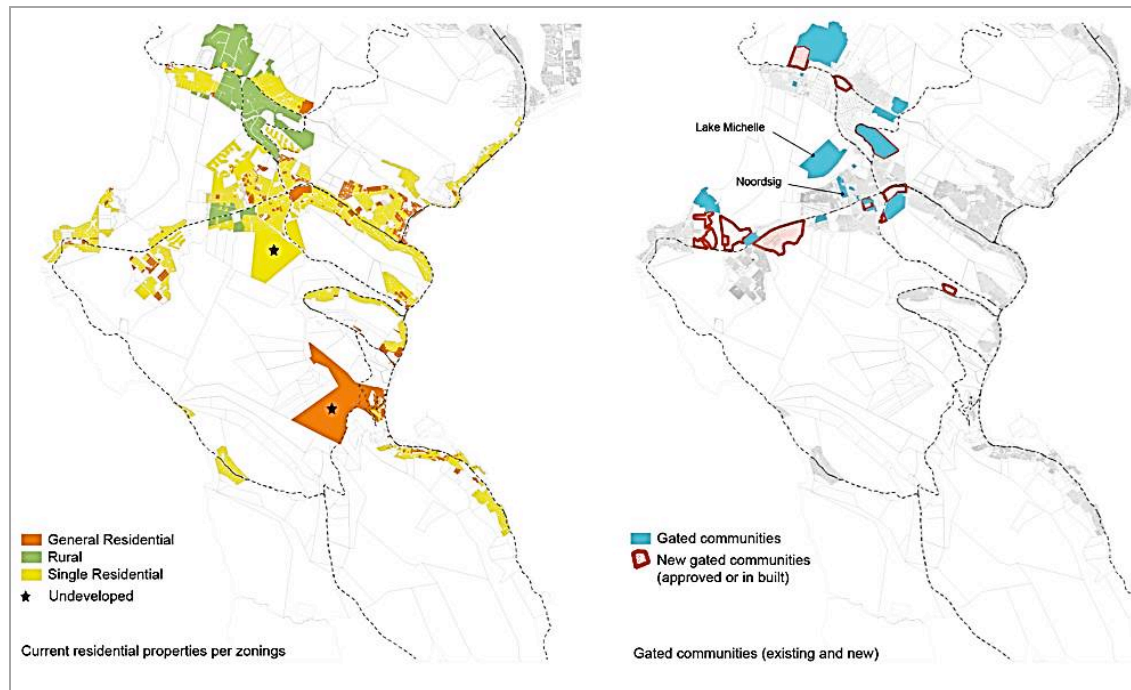 General Residential
Rural
Single Residential
Undeveloped
Current residential properties per zonings
Lake Michelle
Noordsig
Gated communities
New gated communities
(approved or in built)
Gated communities (existing and new)